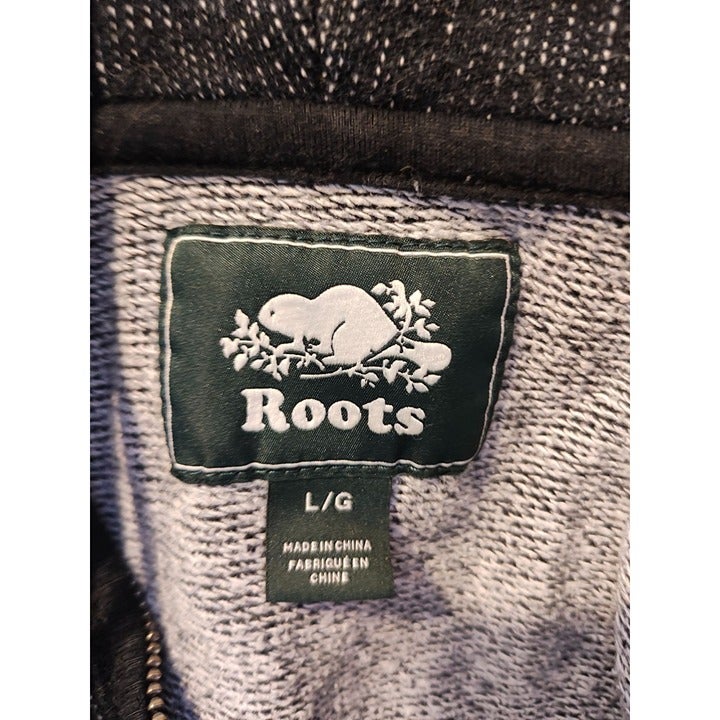 Roots
L/G
MADE IN CHINA
FABRIQUÉ EN
CHINE